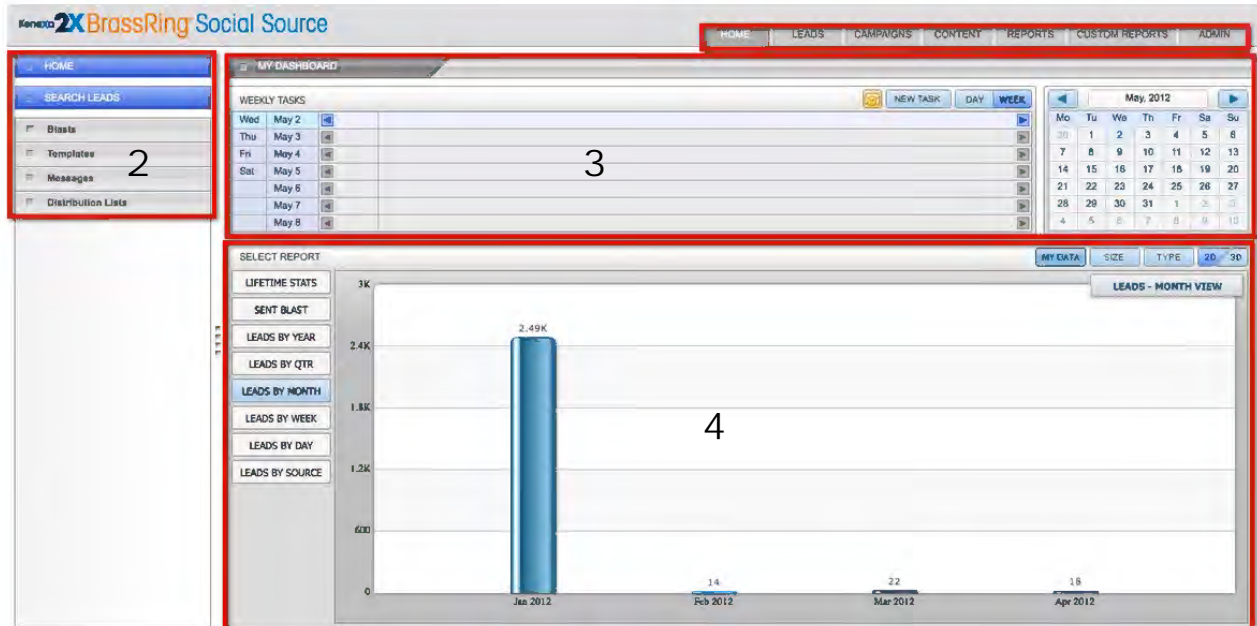 Kenexa 2X BrassRing Social Source
HOME LEADS CAMPAIGNS CONTENT REPORTS CUSTOM REPORTS ADMIN
HOME
SEARCH LEADS
Blasts
Templates
Messages
Distribution Lists
2
MY DASHBOARD
WEEKLY TASKS NEW TASK DAY WEEK
Wed May 2
Thu May 3
Fri May 4
Sat May 5
May 6
May 7
May 8
3
May, 2012
Mo Tu We Th Fr Sa Su
30 1 2 3 4 5 6
7 8 9 10 11 12 13
14 15 16 17 18 19 20
21 22 23 24 25 26 27
28 29 30 31 1 2 3
4 5 6 7 8 9 10
SELECT REPORT MY DATA SIZE TYPE 2D 3D
LIFETIME STATS
SENT BLAST
LEADS BY YEAR
LEADS BY QTR
LEADS BY MONTH
LEADS BY WEEK
LEADS BY DAY
LEADS BY SOURCE
LEADS - MONTH VIEW
3K
2.4K
1.8K
1.2K
600
0
2.49K
14
22
18
4
Jan 2012 Feb 2012 Mar 2012 Apr 2012